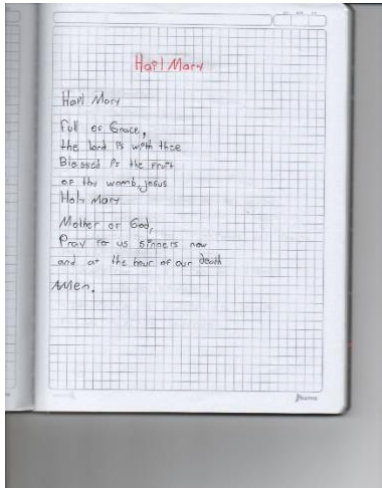 Hail Mary
Hail Mary
Full of Grace,
the lord is with thee
Blessed is the fruit
of thy womb, jesus
Holy Mary
Mother of God,
Pray for us sinners now
and at the hour of our death
Amen.
Norma